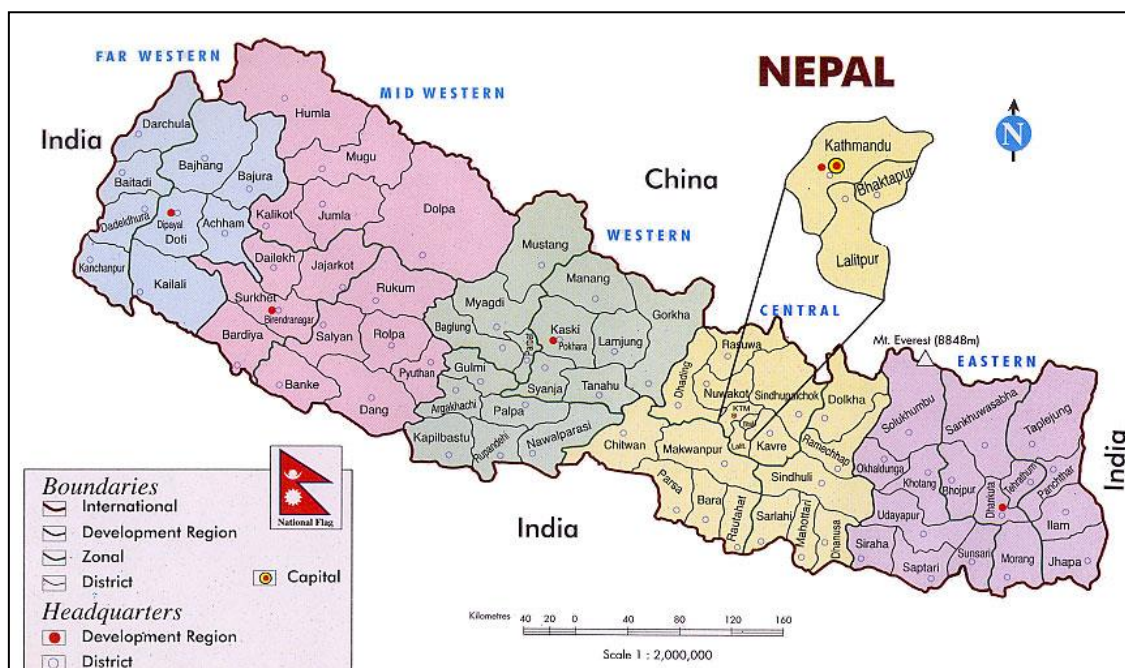 NEPAL
FAR WESTERN
MID WESTERN
WESTERN
CENTRAL
EASTERN
India
China
India
India
N
Kathmandu
Bhaktapur
Lalitpur
Mt. Everest (8848m)
Darchula
Bajhang
Baitadi
Bajura
Dadeldhura
Dipayal
Doti
Achham
Kanchanpur
Kailali
Humla
Mugu
Dolpa
Kalikot
Jumla
Dailekh
Jajarkot
Rukum
Surkhet
Birendranagar
Salyan
Rolpa
Bardiya
Pyuthan
Banke
Dang
Mustang
Manang
Myagdi
Gorkha
Baglung
Kaski
Pokhara
Lamjung
Gulmi
Syanja
Tanahu
Argakhachi
Palpa
Kapilbastu
Rupandehi
Nawalparasi
Rasuwa
Dhading
Nuwakot
Dolkha
KTM
Kavre
Ramechhap
Chitwan
Makwanpur
Sindhuli
Parsa
Bara
Rautahat
Sarlahi
Mahottari
Dhanusa
Solukhumbu
Sankhuwasabha
Taplejung
Okhaldunga
Khotang
Bhojpur
Dhankuta
Tehrathum
Panchthar
Udayapur
Ilam
Siraha
Saptari
Sunsari
Morang
Jhapa
Boundaries
International
Development Region
Zonal
District
Capital
National Flag
Headquarters
Development Region
District
Kilometres
40 20 0 40 80 120 160
Scale 1 : 2,000,000